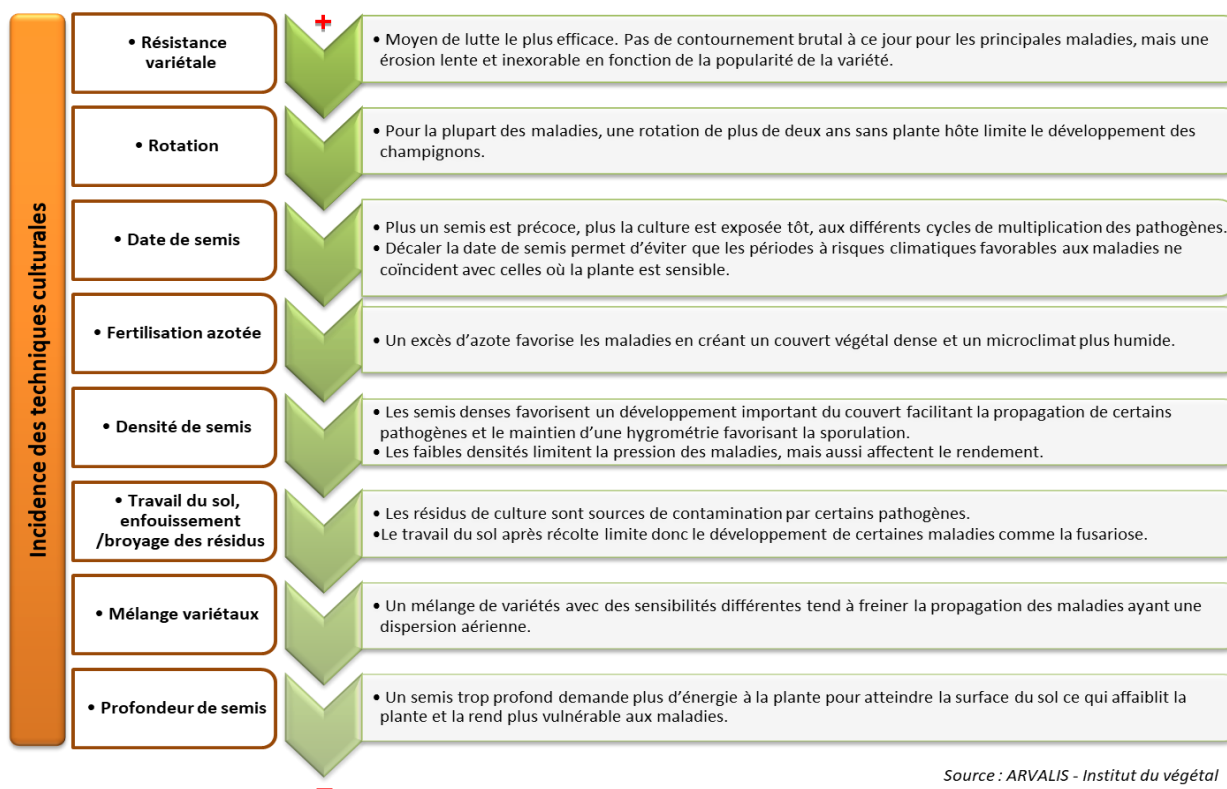 Incidence des techniques culturales
+
• Résistance
variétale
• Moyen de lutte le plus efficace. Pas de contournement brutal à ce jour pour les principales maladies, mais une
érosion lente et inexorable en fonction de la popularité de la variété.
• Rotation
• Pour la plupart des maladies, une rotation de plus de deux ans sans plante hôte limite le développement des
champignons.
• Date de semis
• Plus un semis est précoce, plus la culture est exposée tôt, aux différents cycles de multiplication des pathogènes.
• Décaler la date de semis permet d’éviter que les périodes à risques climatiques favorables aux maladies ne
coïncident avec celles où la plante est sensible.
• Fertilisation azotée
• Un excès d’azote favorise les maladies en créant un couvert végétal dense et un microclimat plus humide.
• Densité de semis
• Les semis denses favorisent un développement important du couvert facilitant la propagation de certains
pathogènes et le maintien d’une hygrométrie favorisant la sporulation.
• Les faibles densités limitent la pression des maladies, mais aussi affectent le rendement.
• Travail du sol,
enfouissement
/broyage des résidus
• Les résidus de culture sont sources de contamination par certains pathogènes.
•Le travail du sol après récolte limite donc le développement de certaines maladies comme la fusariose.
• Mélange variétaux
• Un mélange de variétés avec des sensibilités différentes tend à freiner la propagation des maladies ayant une
dispersion aérienne.
• Profondeur de semis
• Un semis trop profond demande plus d’énergie à la plante pour atteindre la surface du sol ce qui affaiblit la
plante et la rend plus vulnérable aux maladies.
–
Source : ARVALIS - Institut du végétal